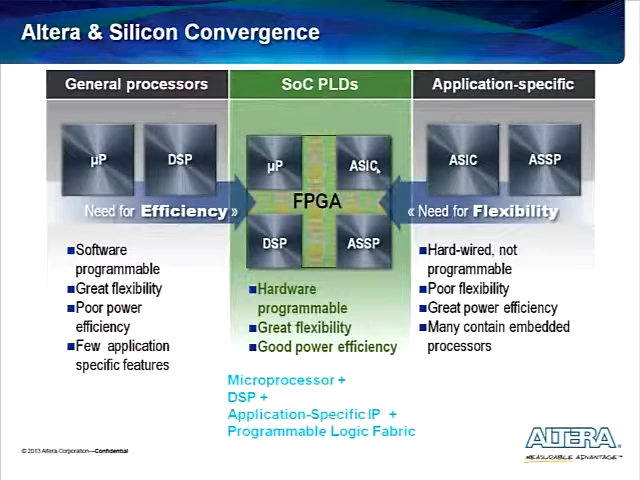 Altera & Silicon Convergence
General processors
SoC PLDs
Application-specific
µP
DSP
µP
ASIC
FPGA
DSP
ASSP
ASIC
ASSP
Need for Efficiency »
« Need for Flexibility
■Software
programmable
■Great flexibility
■Poor power
efficiency
■Few application
specific features
■Hardware
programmable
■Great flexibility
■Good power efficiency
■Hard-wired, not
programmable
■Poor flexibility
■Great power efficiency
■Many contain embedded
processors
Microprocessor +
DSP +
Application-Specific IP +
Programmable Logic Fabric
© 2013 Altera Corporation—Confidential
ALTERA®
MEASURABLE ADVANTAGE™